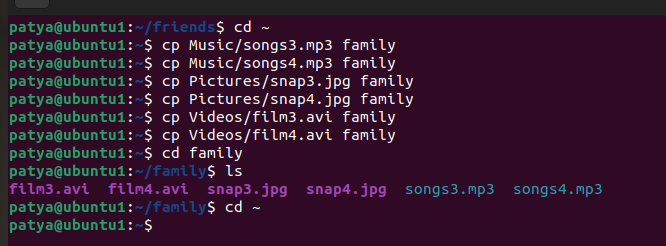 patya@ubuntu1:~/friends$ cd ~
patya@ubuntu1:~$ cp Music/songs3.mp3 family
patya@ubuntu1:~$ cp Music/songs4.mp3 family
patya@ubuntu1:~$ cp Pictures/snap3.jpg family
patya@ubuntu1:~$ cp Pictures/snap4.jpg family
patya@ubuntu1:~$ cp Videos/film3.avi family
patya@ubuntu1:~$ cp Videos/film4.avi family
patya@ubuntu1:~$ cd family
patya@ubuntu1:~/family$ ls
film3.avi  film4.avi  snap3.jpg  snap4.jpg  songs3.mp3  songs4.mp3
patya@ubuntu1:~/family$ cd ~
patya@ubuntu1:~$